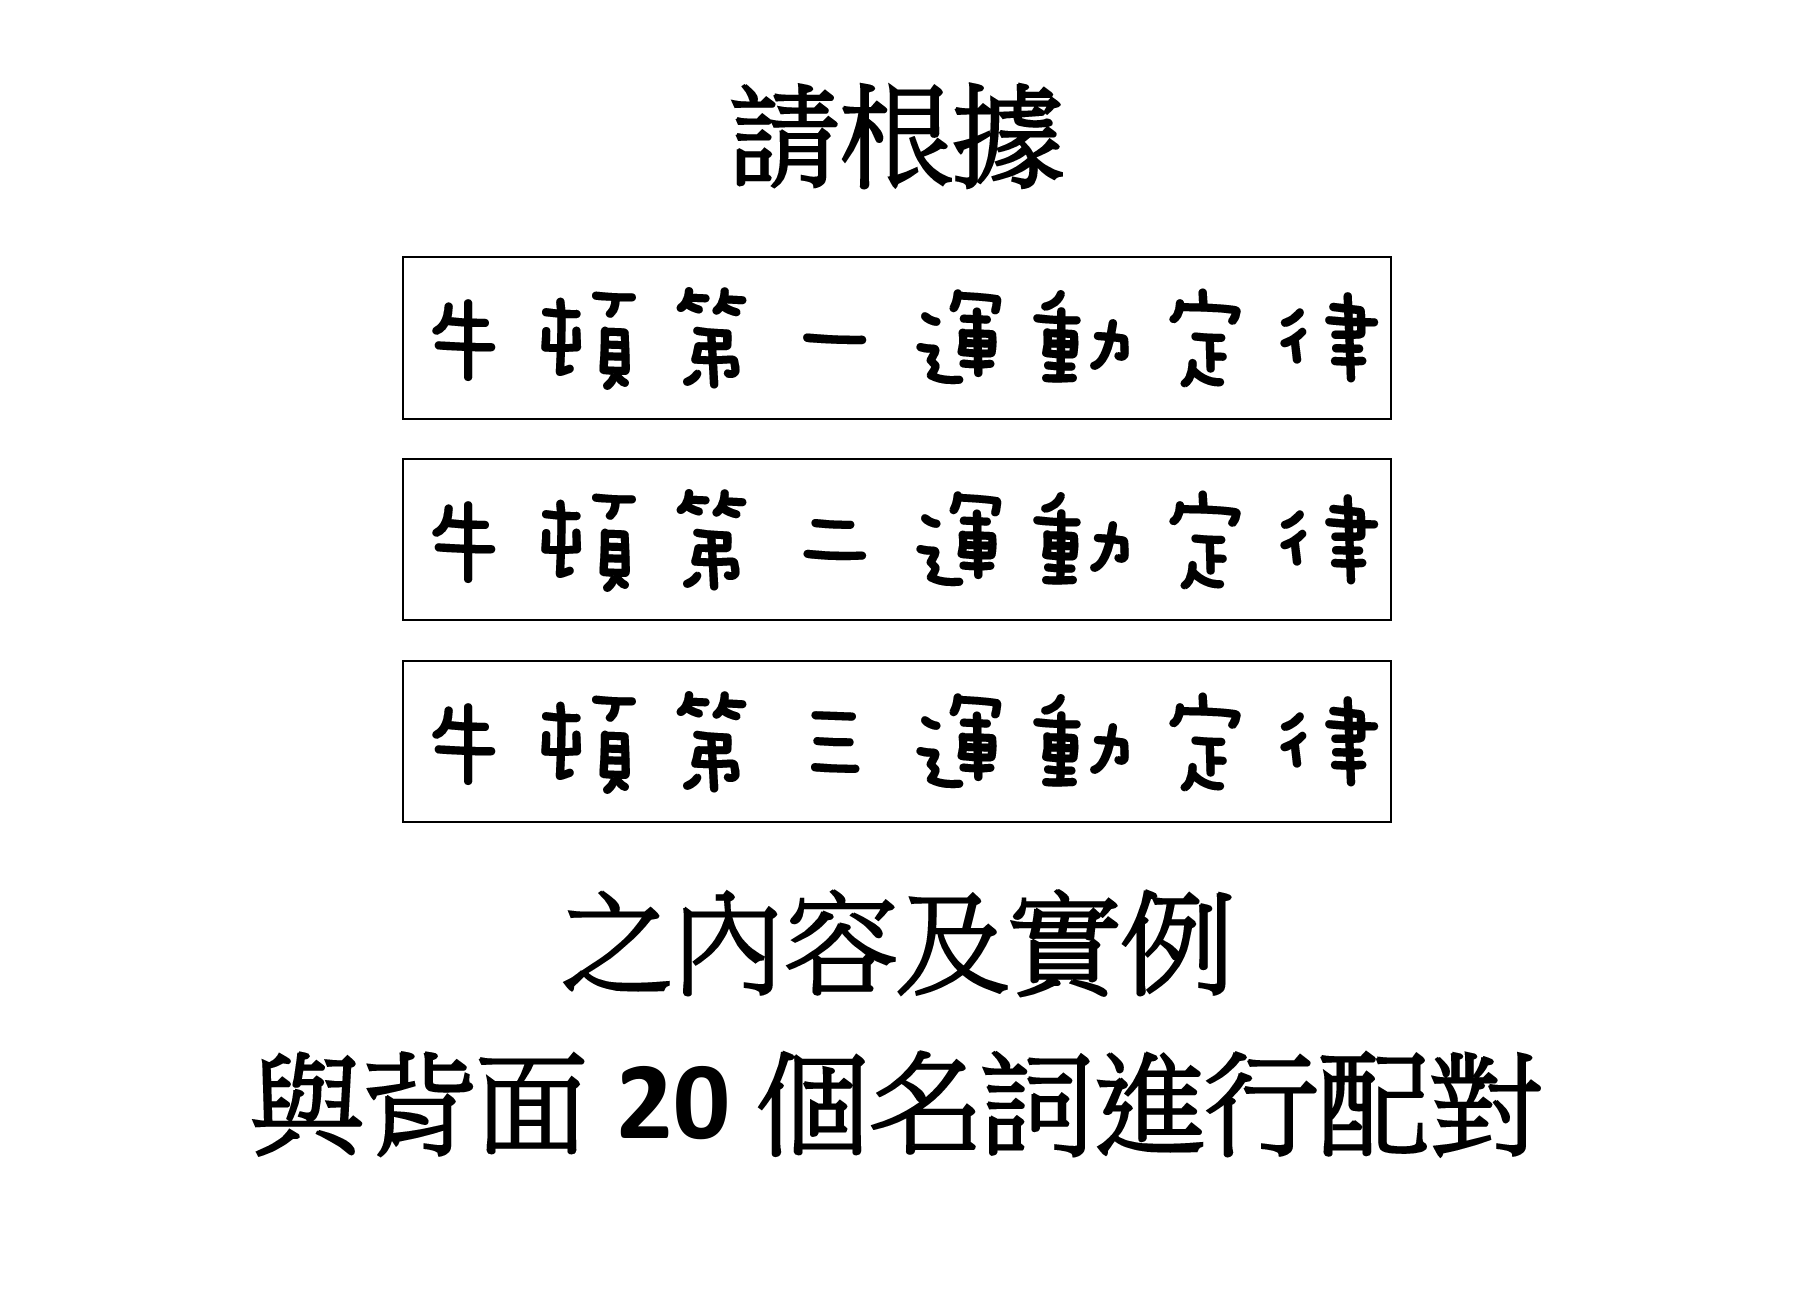 請根據
牛頓第一運動定律
牛頓第二運動定律
牛頓第三運動定律
之內容及實例
與背面 20 個名詞進行配對